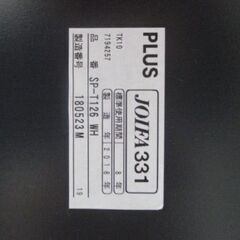 PLUS
JOIFA331
TK10
7194257
標準使用期間 8年
製造年 2018年
品番 SP-T126 WH
製造番号 180523M
19